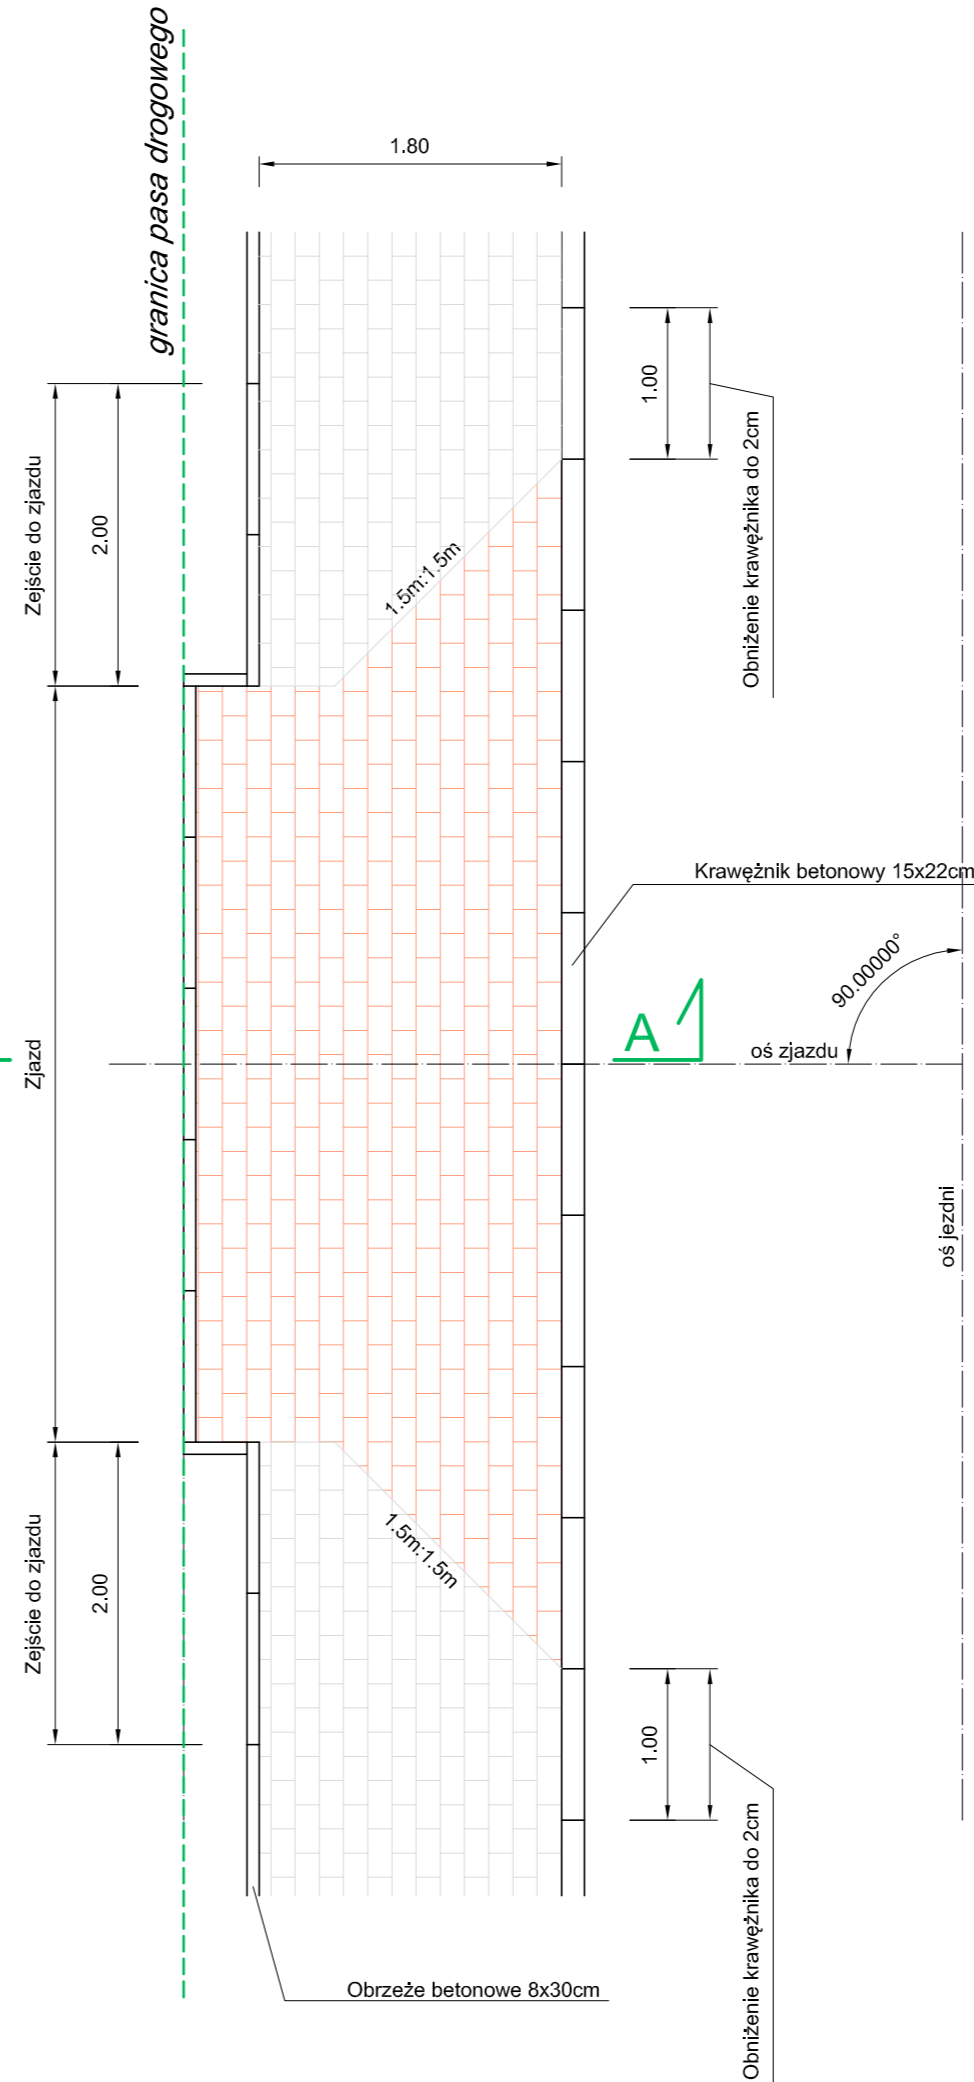 granica pasa drogowego
1.80
1.00
Obniżenie krawężnika do 2cm
Zejście do zjazdu
2.00
1.5m:1.5m
Krawężnik betonowy 15x22cm
90.00000°
A
oś zjazdu
Zjazd
oś jezdni
1.5m:1.5m
Zejście do zjazdu
2.00
1.00
Obniżenie krawężnika do 2cm
Obrzeże betonowe 8x30cm